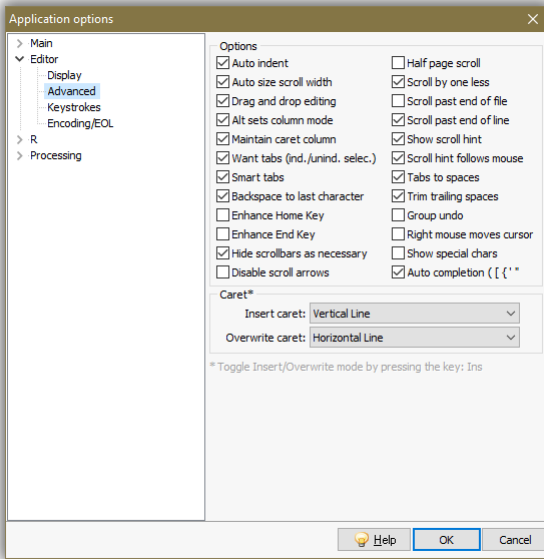 Application options
Main
Editor
Display
Advanced
Keystrokes
Encoding/EOL
R
Processing
Options
Auto indent
Auto size scroll width
Drag and drop editing
Alt sets column mode
Maintain caret column
Want tabs (ind./unind. selec.)
Smart tabs
Backspace to last character
Enhance Home Key
Enhance End Key
Hide scrollbars as necessary
Disable scroll arrows
Half page scroll
Scroll by one less
Scroll past end of file
Scroll past end of line
Show scroll hint
Scroll hint follows mouse
Tabs to spaces
Trim trailing spaces
Group undo
Right mouse moves cursor
Show special chars
Auto completion ( [ { ' "
Caret*
Insert caret: Vertical Line
Overwrite caret: Horizontal Line
* Toggle Insert/Overwrite mode by pressing the key: Ins
Help OK Cancel